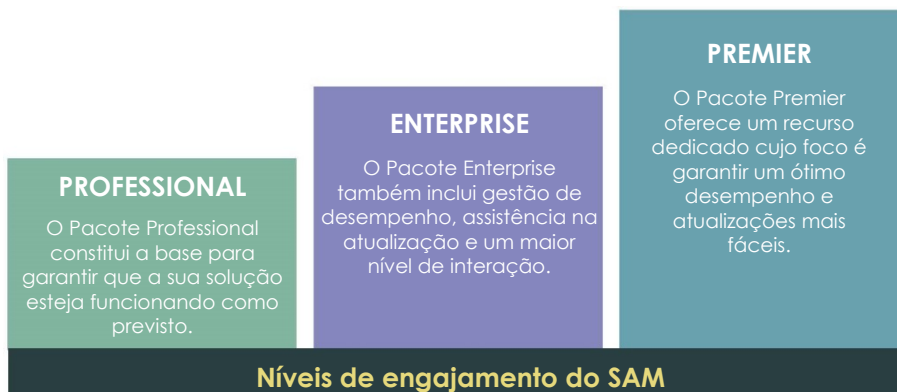 PROFESSIONAL
O Pacote Professional
constitui a base para
garantir que a sua solução
esteja funcionando como
previsto.
ENTERPRISE
O Pacote Enterprise
também inclui gestão de
desempenho, assistência na
atualização e um maior
nível de interação.
PREMIER
O Pacote Premier
oferece um recurso
dedicado cujo foco é
garantir um ótimo
desempenho e
atualizações mais
fáceis.
Níveis de engajamento do SAM